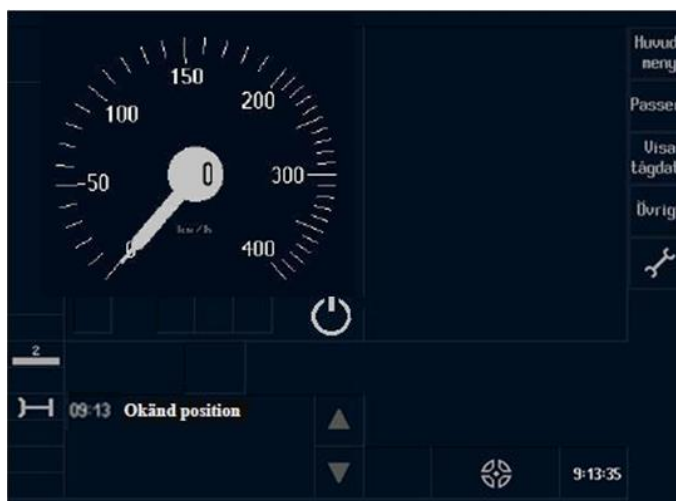 150
100
200
50
0
300
km/h
0
400
Huvud
meny
Passer
Visa
tågdat
Övrig
2
09:13 Okänd position
9:13:35